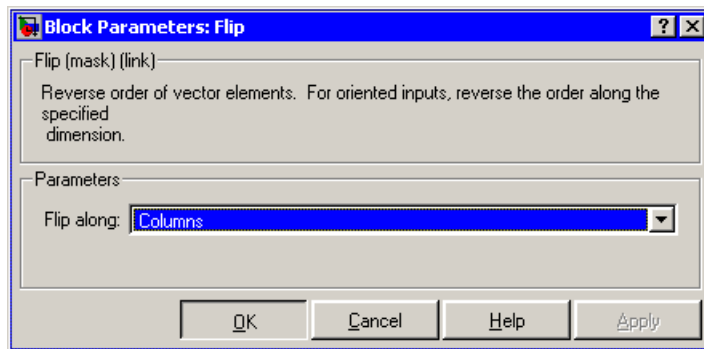 Block Parameters: Flip
Flip (mask) (link)
Reverse order of vector elements. For oriented inputs, reverse the order along the
specified
dimension.
Parameters
Flip along: Columns
OK Cancel Help Apply